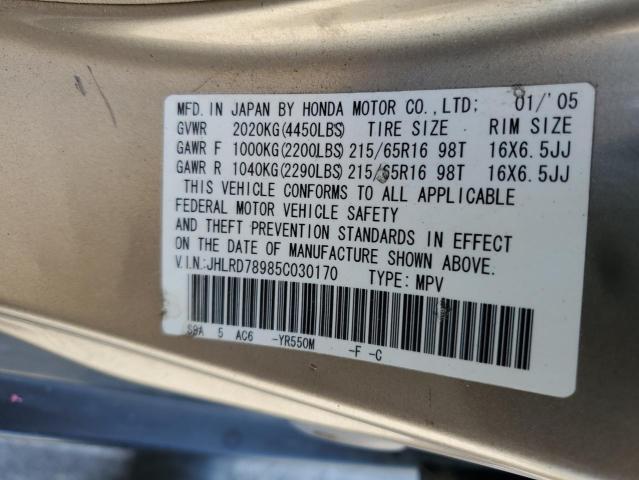 MFD. IN JAPAN BY HONDA MOTOR CO., LTD: 01/'05
GVWR 2020KG(4450LBS) TIRE SIZE RIM SIZE
GAWR F 1000KG(2200LBS) 215/65R16 98T 16X6.5JJ
GAWR R 1040KG(2290LBS) 215/65R16 98T 16X6.5JJ
THIS VEHICLE CONFORMS TO ALL APPLICABLE
FEDERAL MOTOR VEHICLE SAFETY
AND THEFT PREVENTION STANDARDS IN EFFECT
ON THE DATE OF MANUFACTURE SHOWN ABOVE.
V.I.N.:JHLRD78985C030170 TYPE: MPV
S9A 5 AC6 -YR550M -F -C